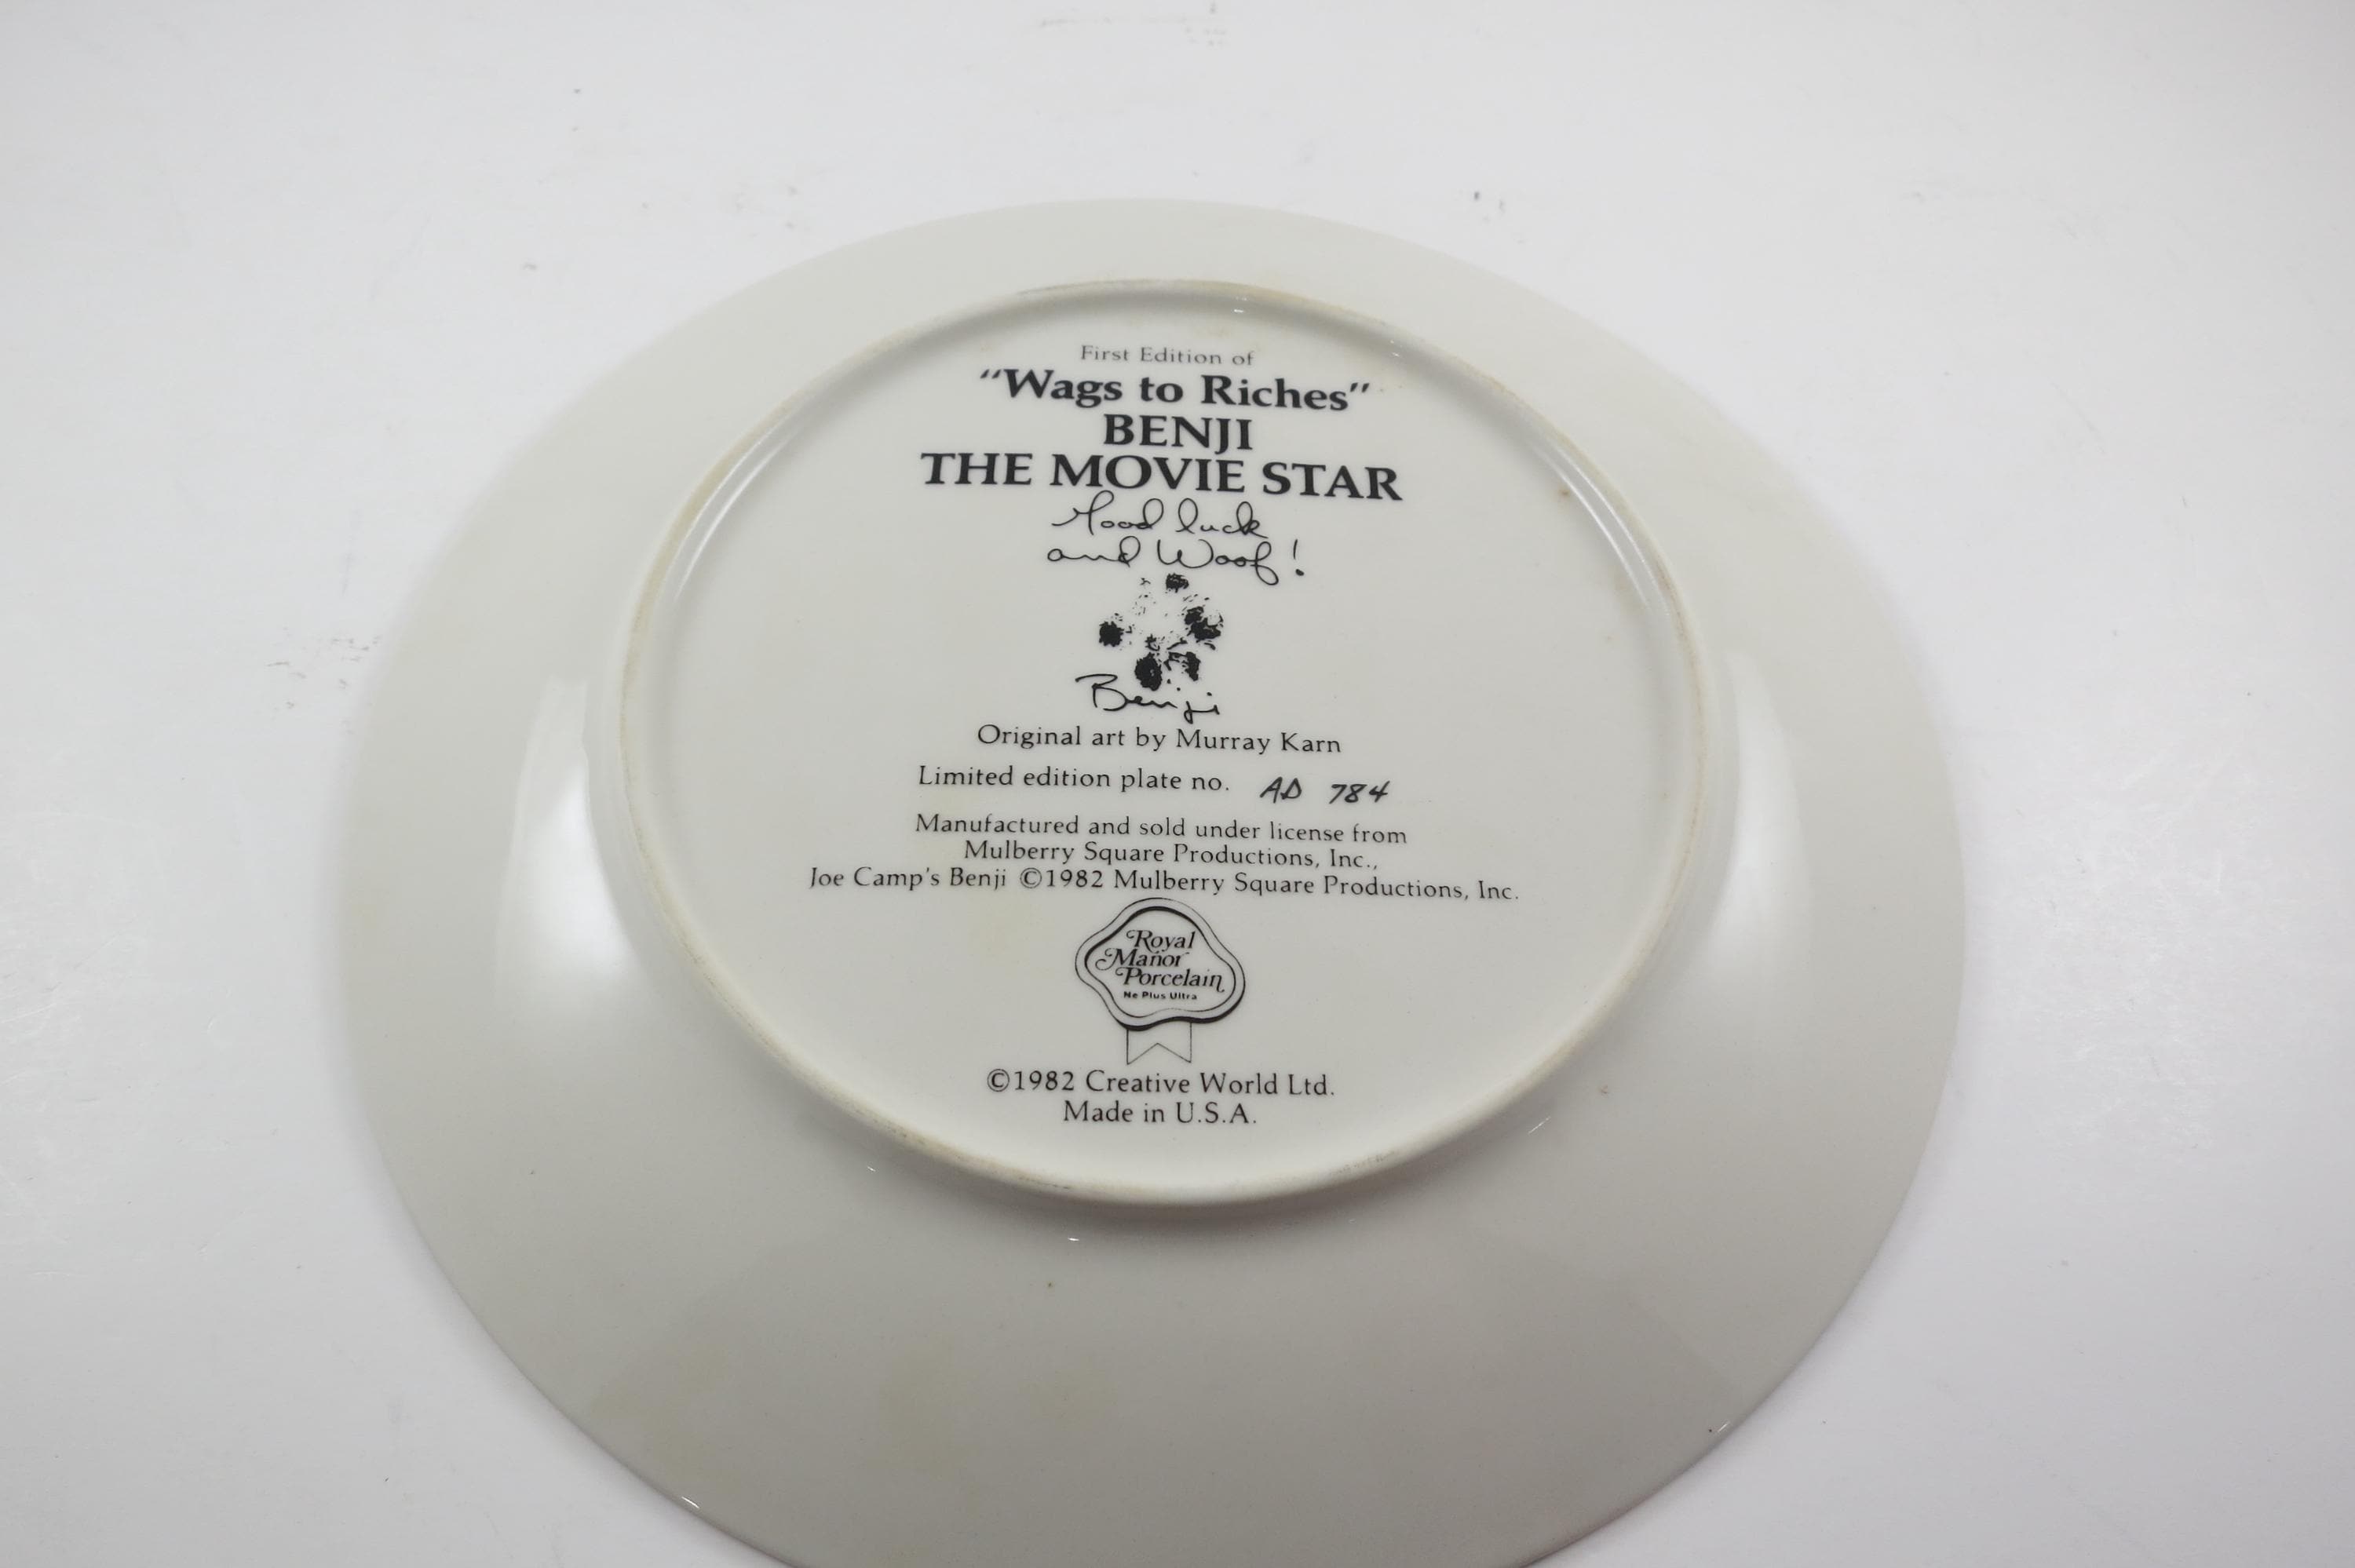 First Edition of
“Wags to Riches”
BENJI
THE MOVIE STAR
Good luck
and Woof!
Benji
Original art by Murray Karn
Limited edition plate no. AD 784
Manufactured and sold under license from
Mulberry Square Productions, Inc.,
Joe Camp's Benji ©1982 Mulberry Square Productions, Inc.
Royal
Manor
Porcelain
Ne Plus Ultra
©1982 Creative World Ltd.
Made in U.S.A.